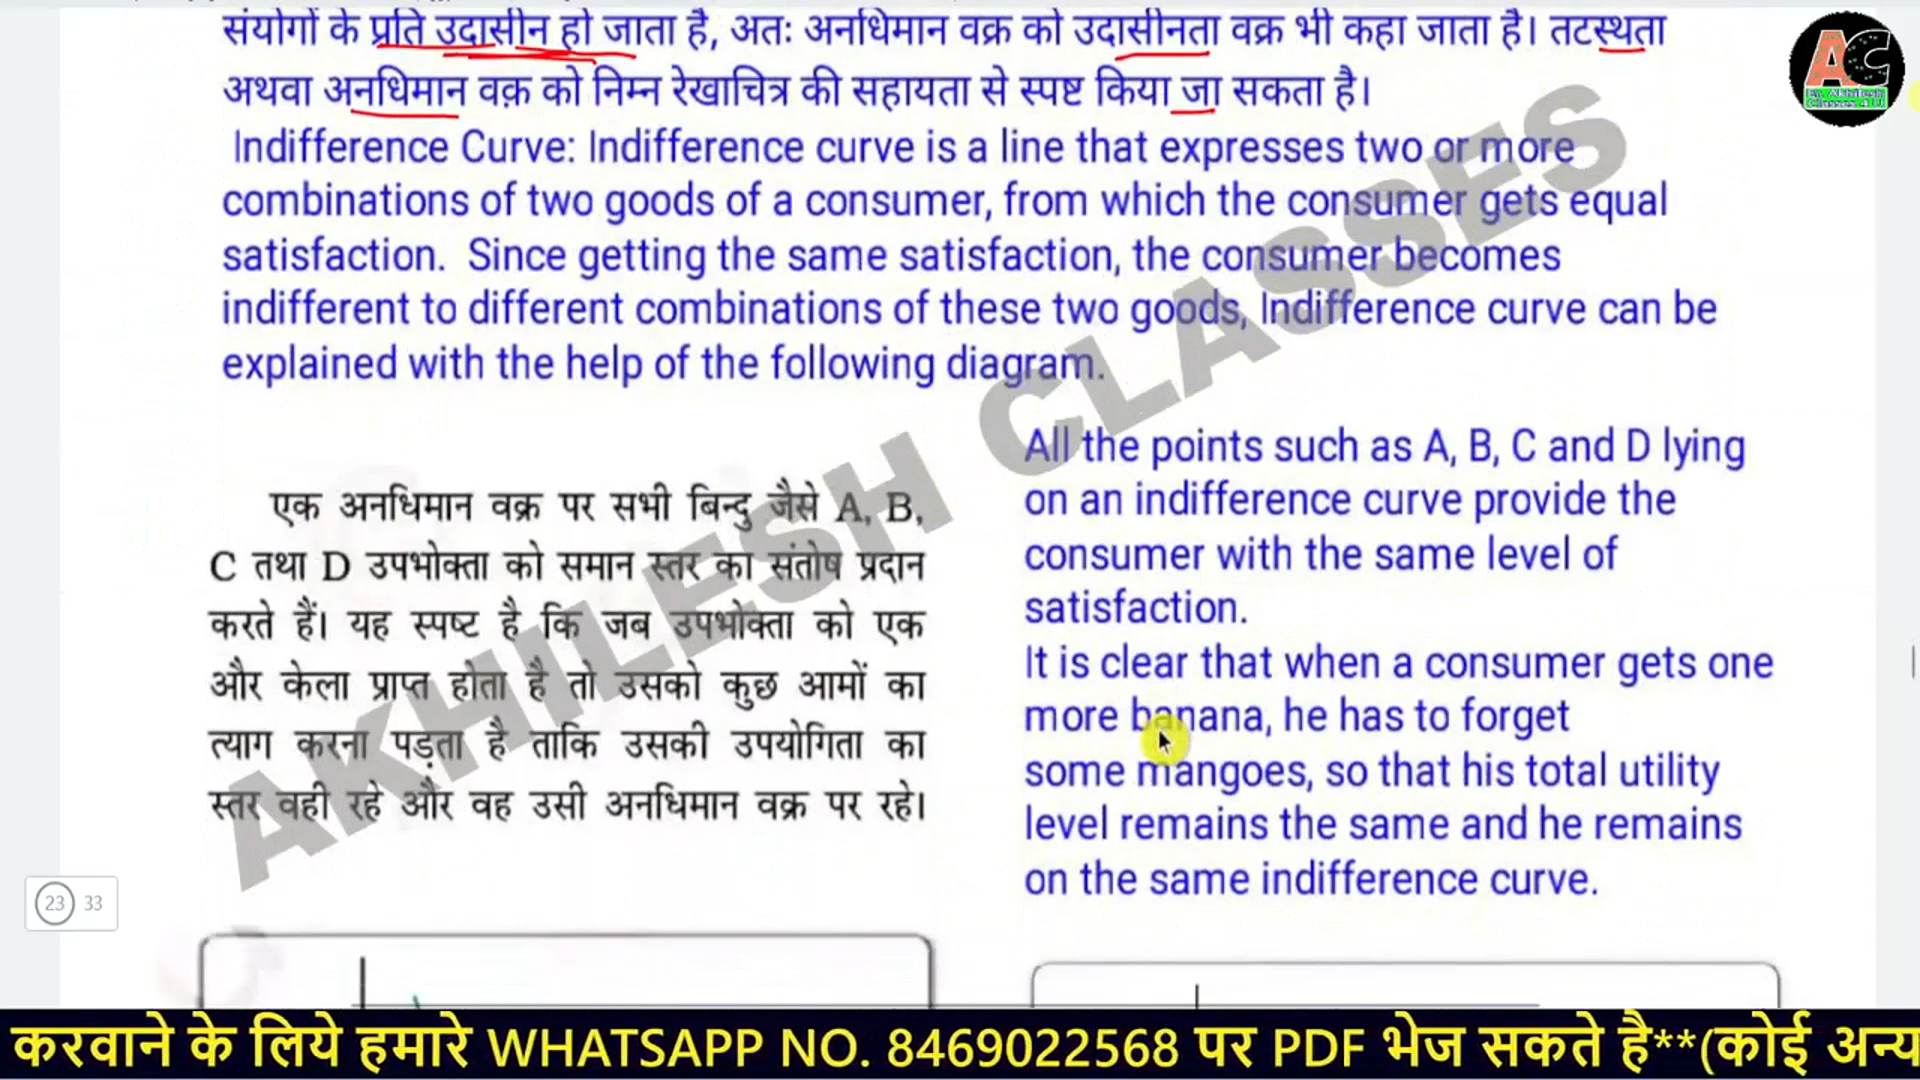 संयोगों के प्रति उदासीन हो जाता है, अतः अनधिमान वक्र को उदासीनता वक्र भी कहा जाता है। तटस्थता
अथवा अनधिमान वक्र को निम्न रेखाचित्र की सहायता से स्पष्ट किया जा सकता है।
Indifference Curve: Indifference curve is a line that expresses two or more
combinations of two goods of a consumer, from which the consumer gets equal
satisfaction. Since getting the same satisfaction, the consumer becomes
indifferent to different combinations of these two goods, Indifference curve can be
explained with the help of the following diagram.
एक अनधिमान वक्र पर सभी बिन्दु जैसे A, B,
C तथा D उपभोक्ता को समान स्तर का संतोष प्रदान
करते हैं। यह स्पष्ट है कि जब उपभोक्ता को एक
और केला प्राप्त होता है तो उसको कुछ आमों का
त्याग करना पड़ता है ताकि उसकी उपयोगिता का
स्तर वही रहे और वह उसी अनधिमान वक्र पर रहे।
All the points such as A, B, C and D lying
on an indifference curve provide the
consumer with the same level of
satisfaction.
It is clear that when a consumer gets one
more banana, he has to forget
some mangoes, so that his total utility
level remains the same and he remains
on the same indifference curve.
AKHILESH CLASSES
AC
Er. Akhilesh
Classes 4 U
23 33
करवाने के लिये हमारे WHATSAPP NO. 8469022568 पर PDF भेज सकते है**(कोई अन्य